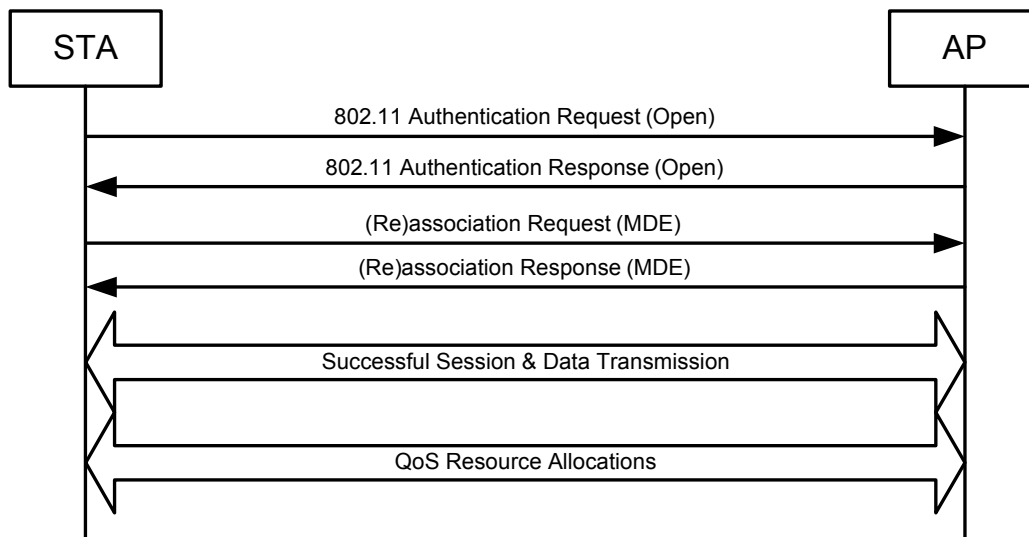 STA
AP
802.11 Authentication Request (Open)
802.11 Authentication Response (Open)
(Re)association Request (MDE)
(Re)association Response (MDE)
Successful Session & Data Transmission
QoS Resource Allocations